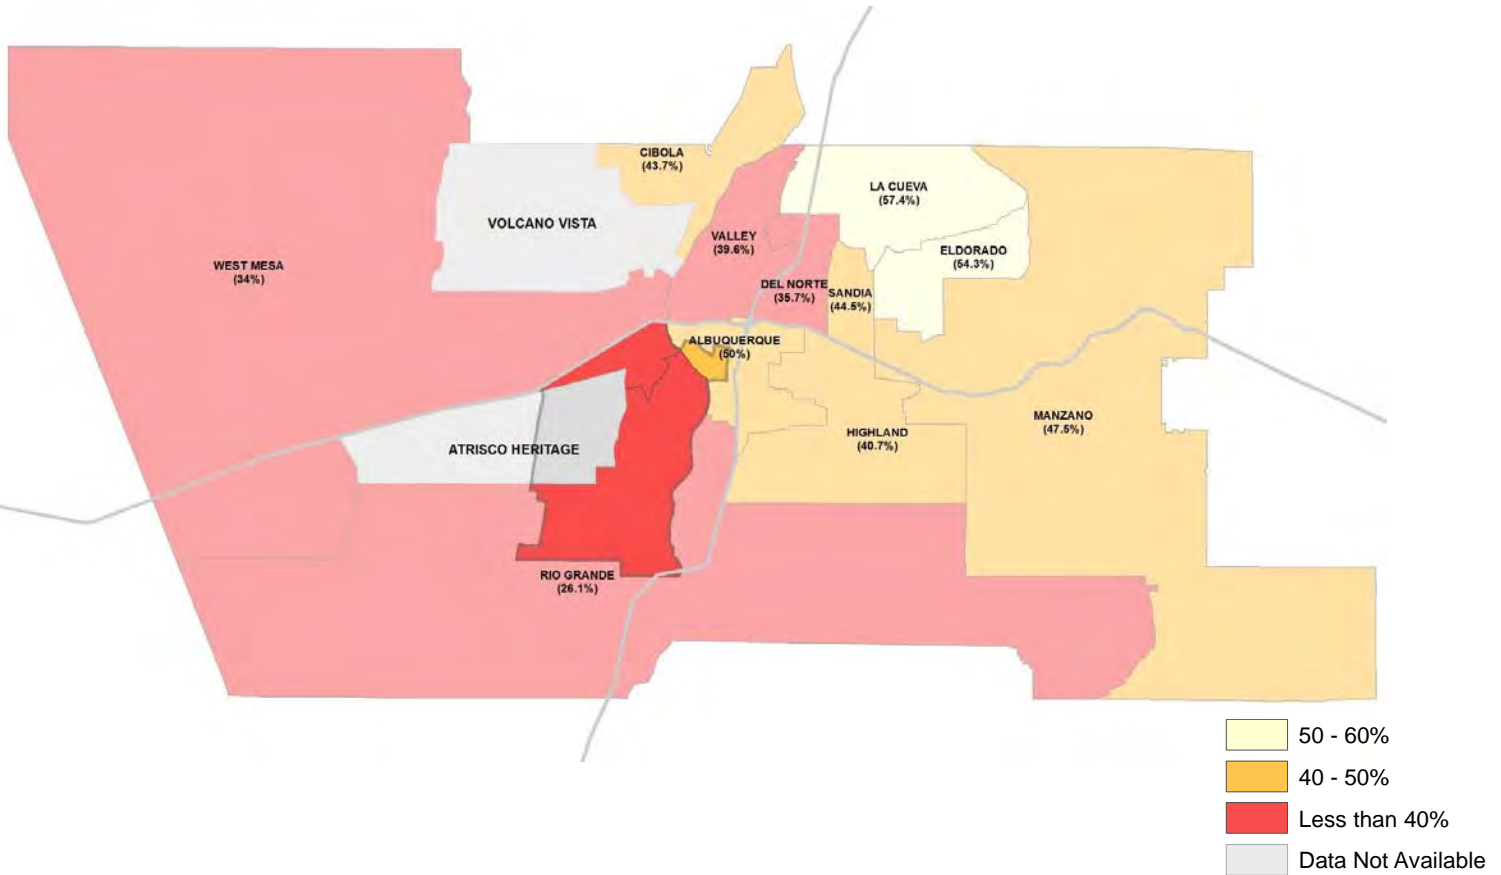 CIBOLA
(43.7%)
LA CUEVA
(57.4%)
VOLCANO VISTA
VALLEY
(39.6%)
ELDORADO
(54.3%)
WEST MESA
(34%)
DEL NORTE
(35.7%)
SANDIA
(44.5%)
ALBUQUERQUE
(50%)
MANZANO
(47.5%)
HIGHLAND
(40.7%)
ATRISCO HERITAGE
RIO GRANDE
(26.1%)
50 - 60%
40 - 50%
Less than 40%
Data Not Available